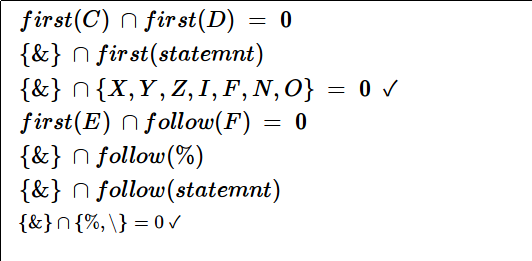 first(C) ∩ first(D) = 0
{&} ∩ first(statemnt)
{&} ∩ {X, Y, Z, I, F, N, O} = 0 ✓
first(E) ∩ follow(F) = 0
{&} ∩ follow(%)
{&} ∩ follow(statemnt)
{&} ∩ {%, \} = 0 ✓